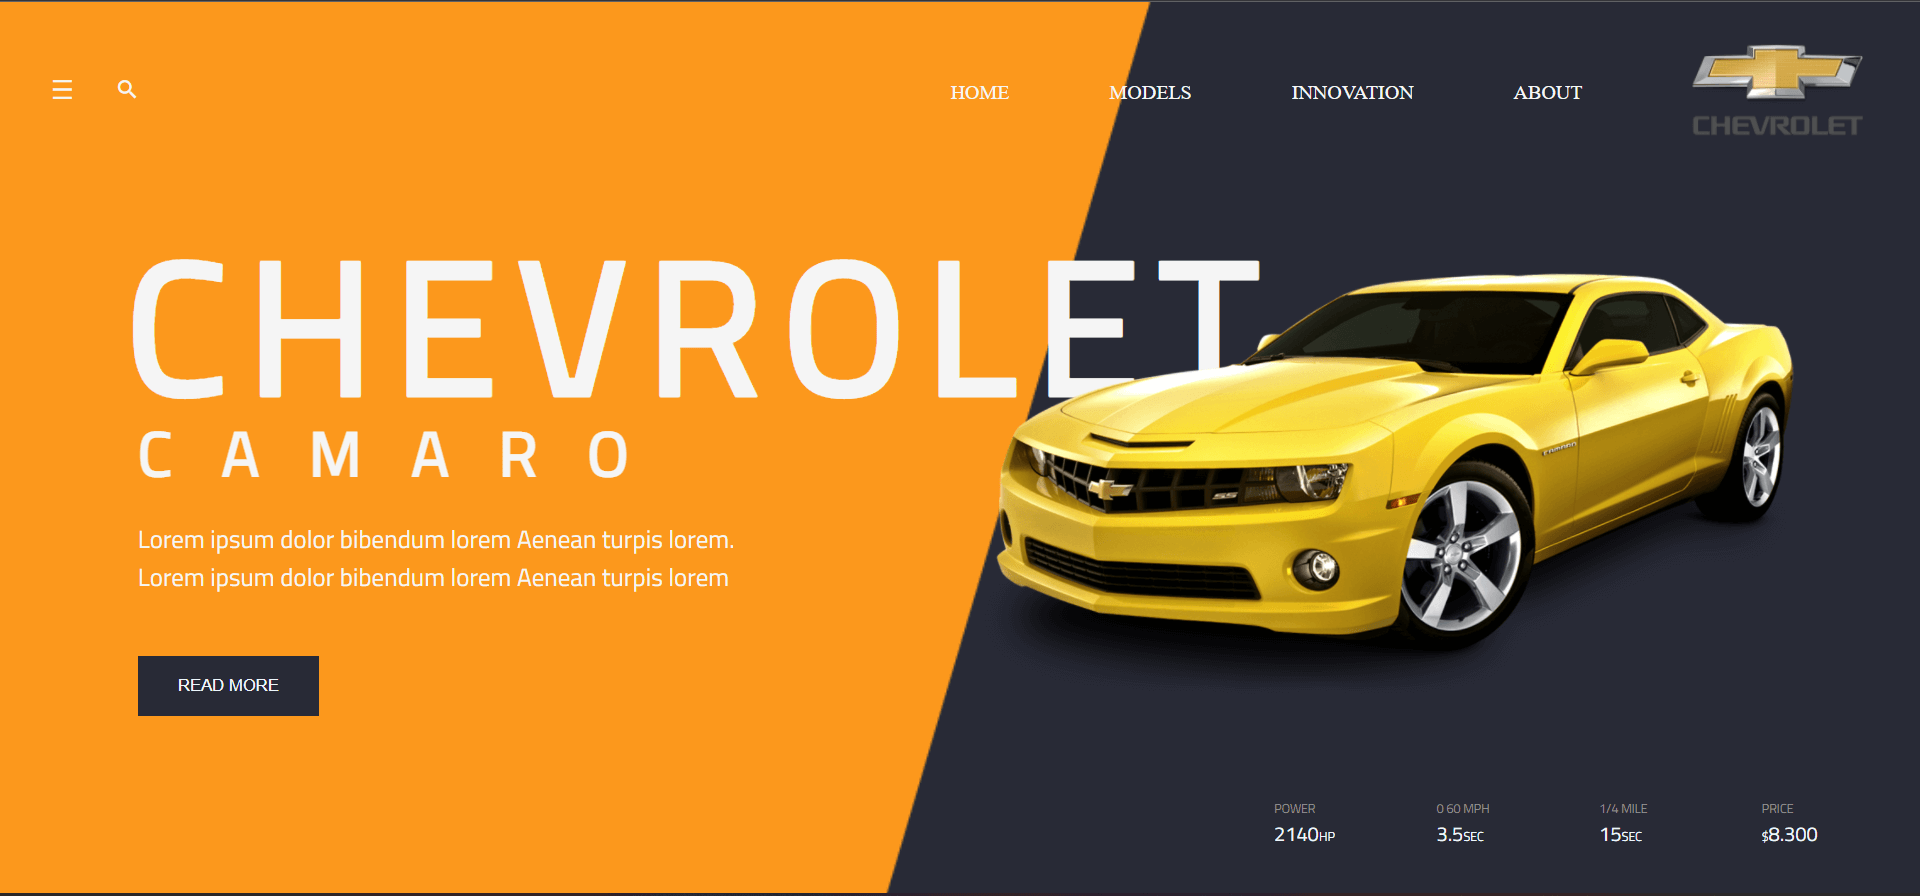 HOME MODELS INNOVATION ABOUT
CHEVROLET
CHEVROLET
CAMARO
Lorem ipsum dolor bibendum lorem Aenean turpis lorem.
Lorem ipsum dolor bibendum lorem Aenean turpis lorem
READ MORE
CAMARO
SS
POWER 0 60 MPH 1/4 MILE PRICE
2140HP 3.5SEC 15SEC $8.300